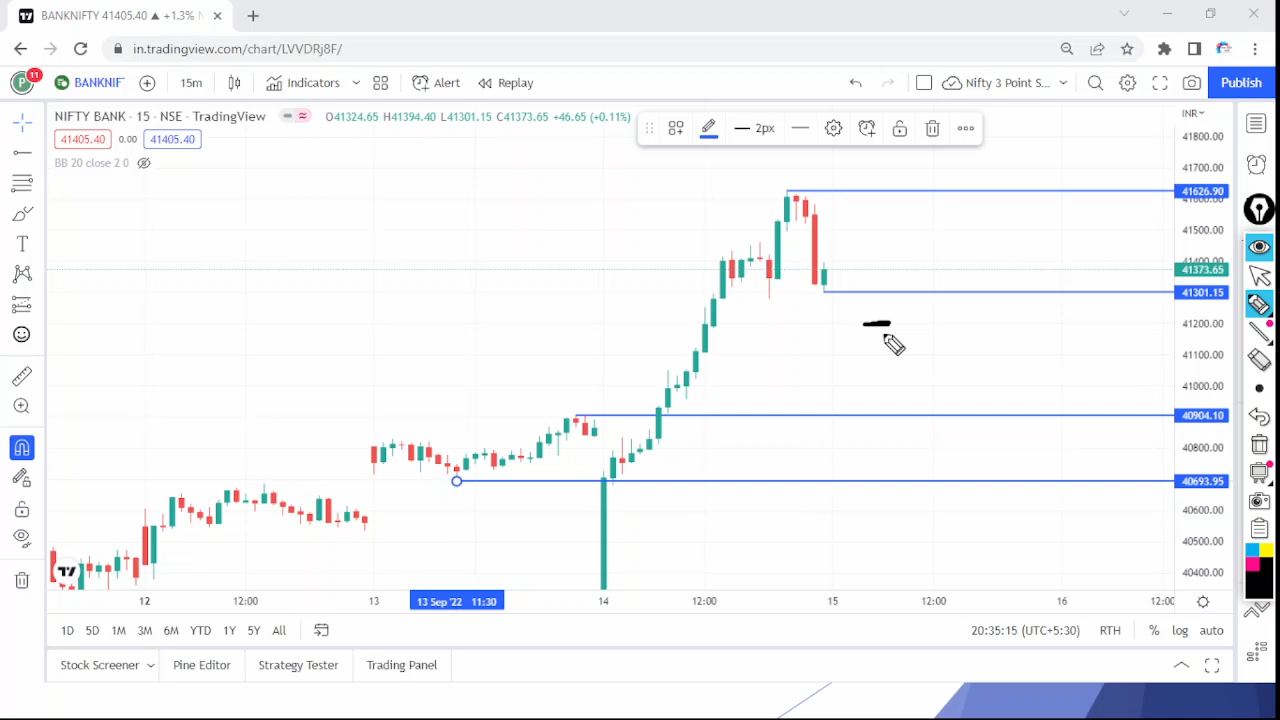 BANKNIFTY 41405.40 ▲ +1.3% N
in.tradingview.com/chart/LVVDRj8F/
P 11 BANKNIF 15m Indicators Alert Replay Nifty 3 Point S... Publish
NIFTY BANK · 15 · NSE · TradingView O41324.65 H41394.40 L41301.15 C41373.65 +46.65 (+0.11%)
2px
INR
41405.40 0.00 41405.40
BB 20 close 2 0
41800.00
41700.00
41626.90
41600.00
41500.00
41400.00
41373.65
41301.15
41200.00
41100.00
41000.00
40904.10
40800.00
40693.95
40600.00
40500.00
40400.00
12 12:00 13 13 Sep '22 11:30 14 12:00 15 12:00 16 12:00
1D 5D 1M 3M 6M YTD 1Y 5Y All 20:35:15 (UTC+5:30) RTH % log auto
Stock Screener Pine Editor Strategy Tester Trading Panel